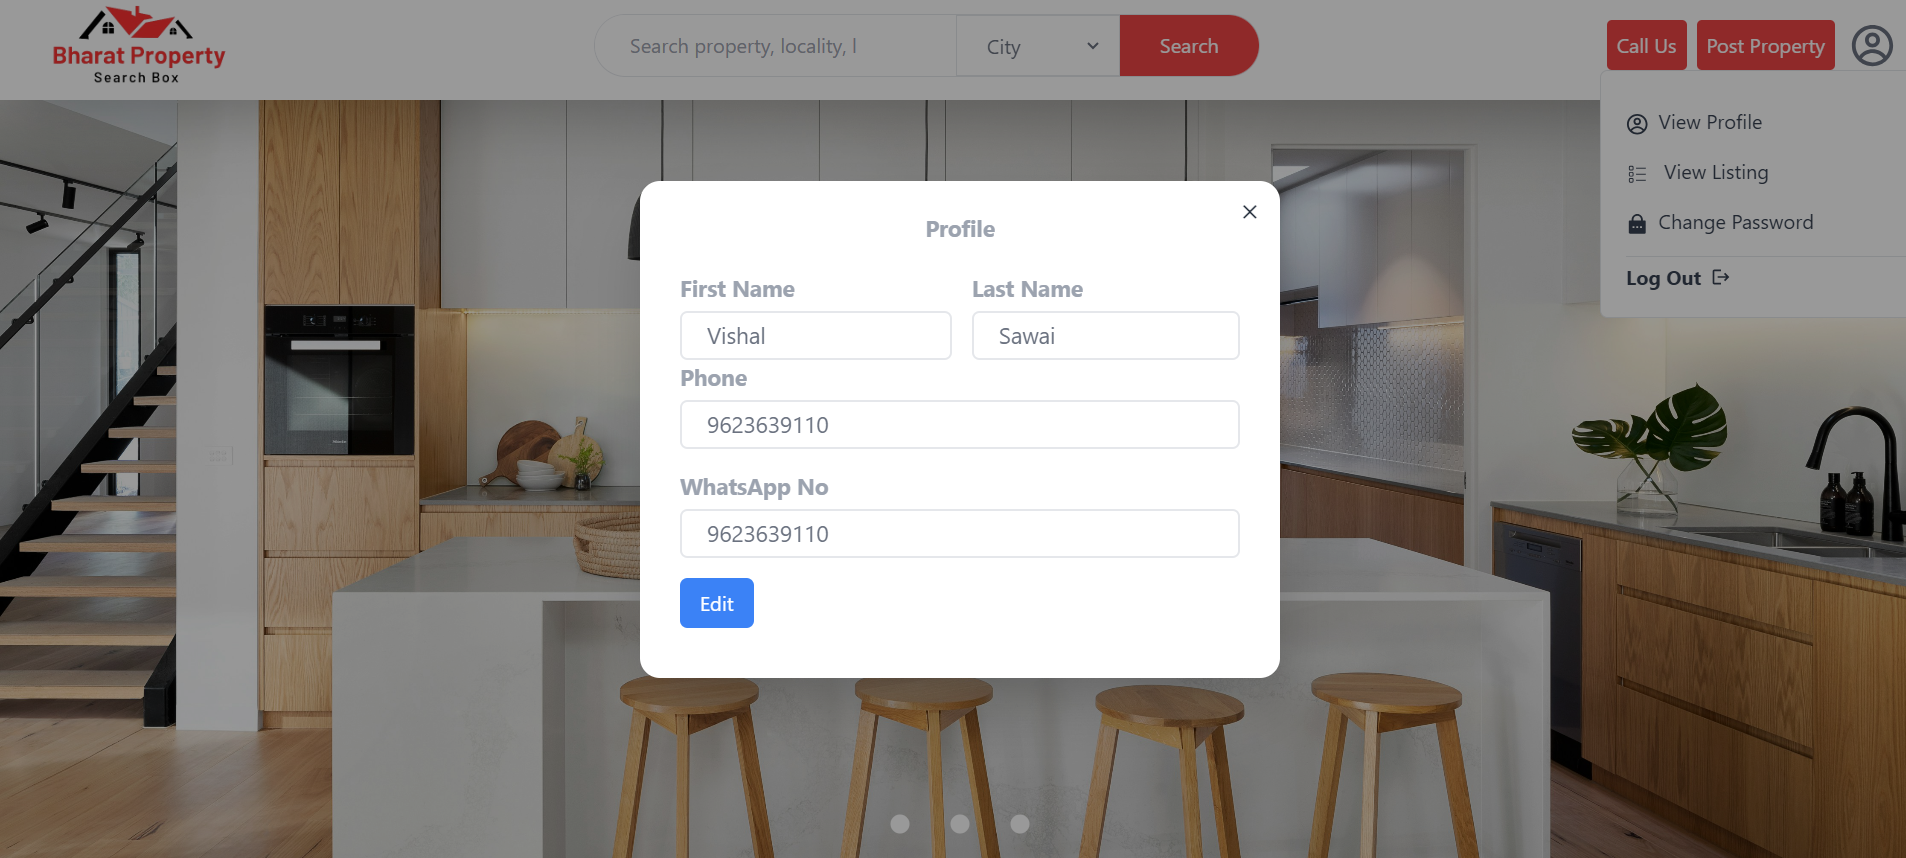 Bharat Property
Search Box
Search property, locality, l
City
Search
Call Us
Post Property
View Profile
View Listing
Change Password
Log Out
Profile
First Name
Last Name
Vishal
Sawai
Phone
9623639110
WhatsApp No
9623639110
Edit